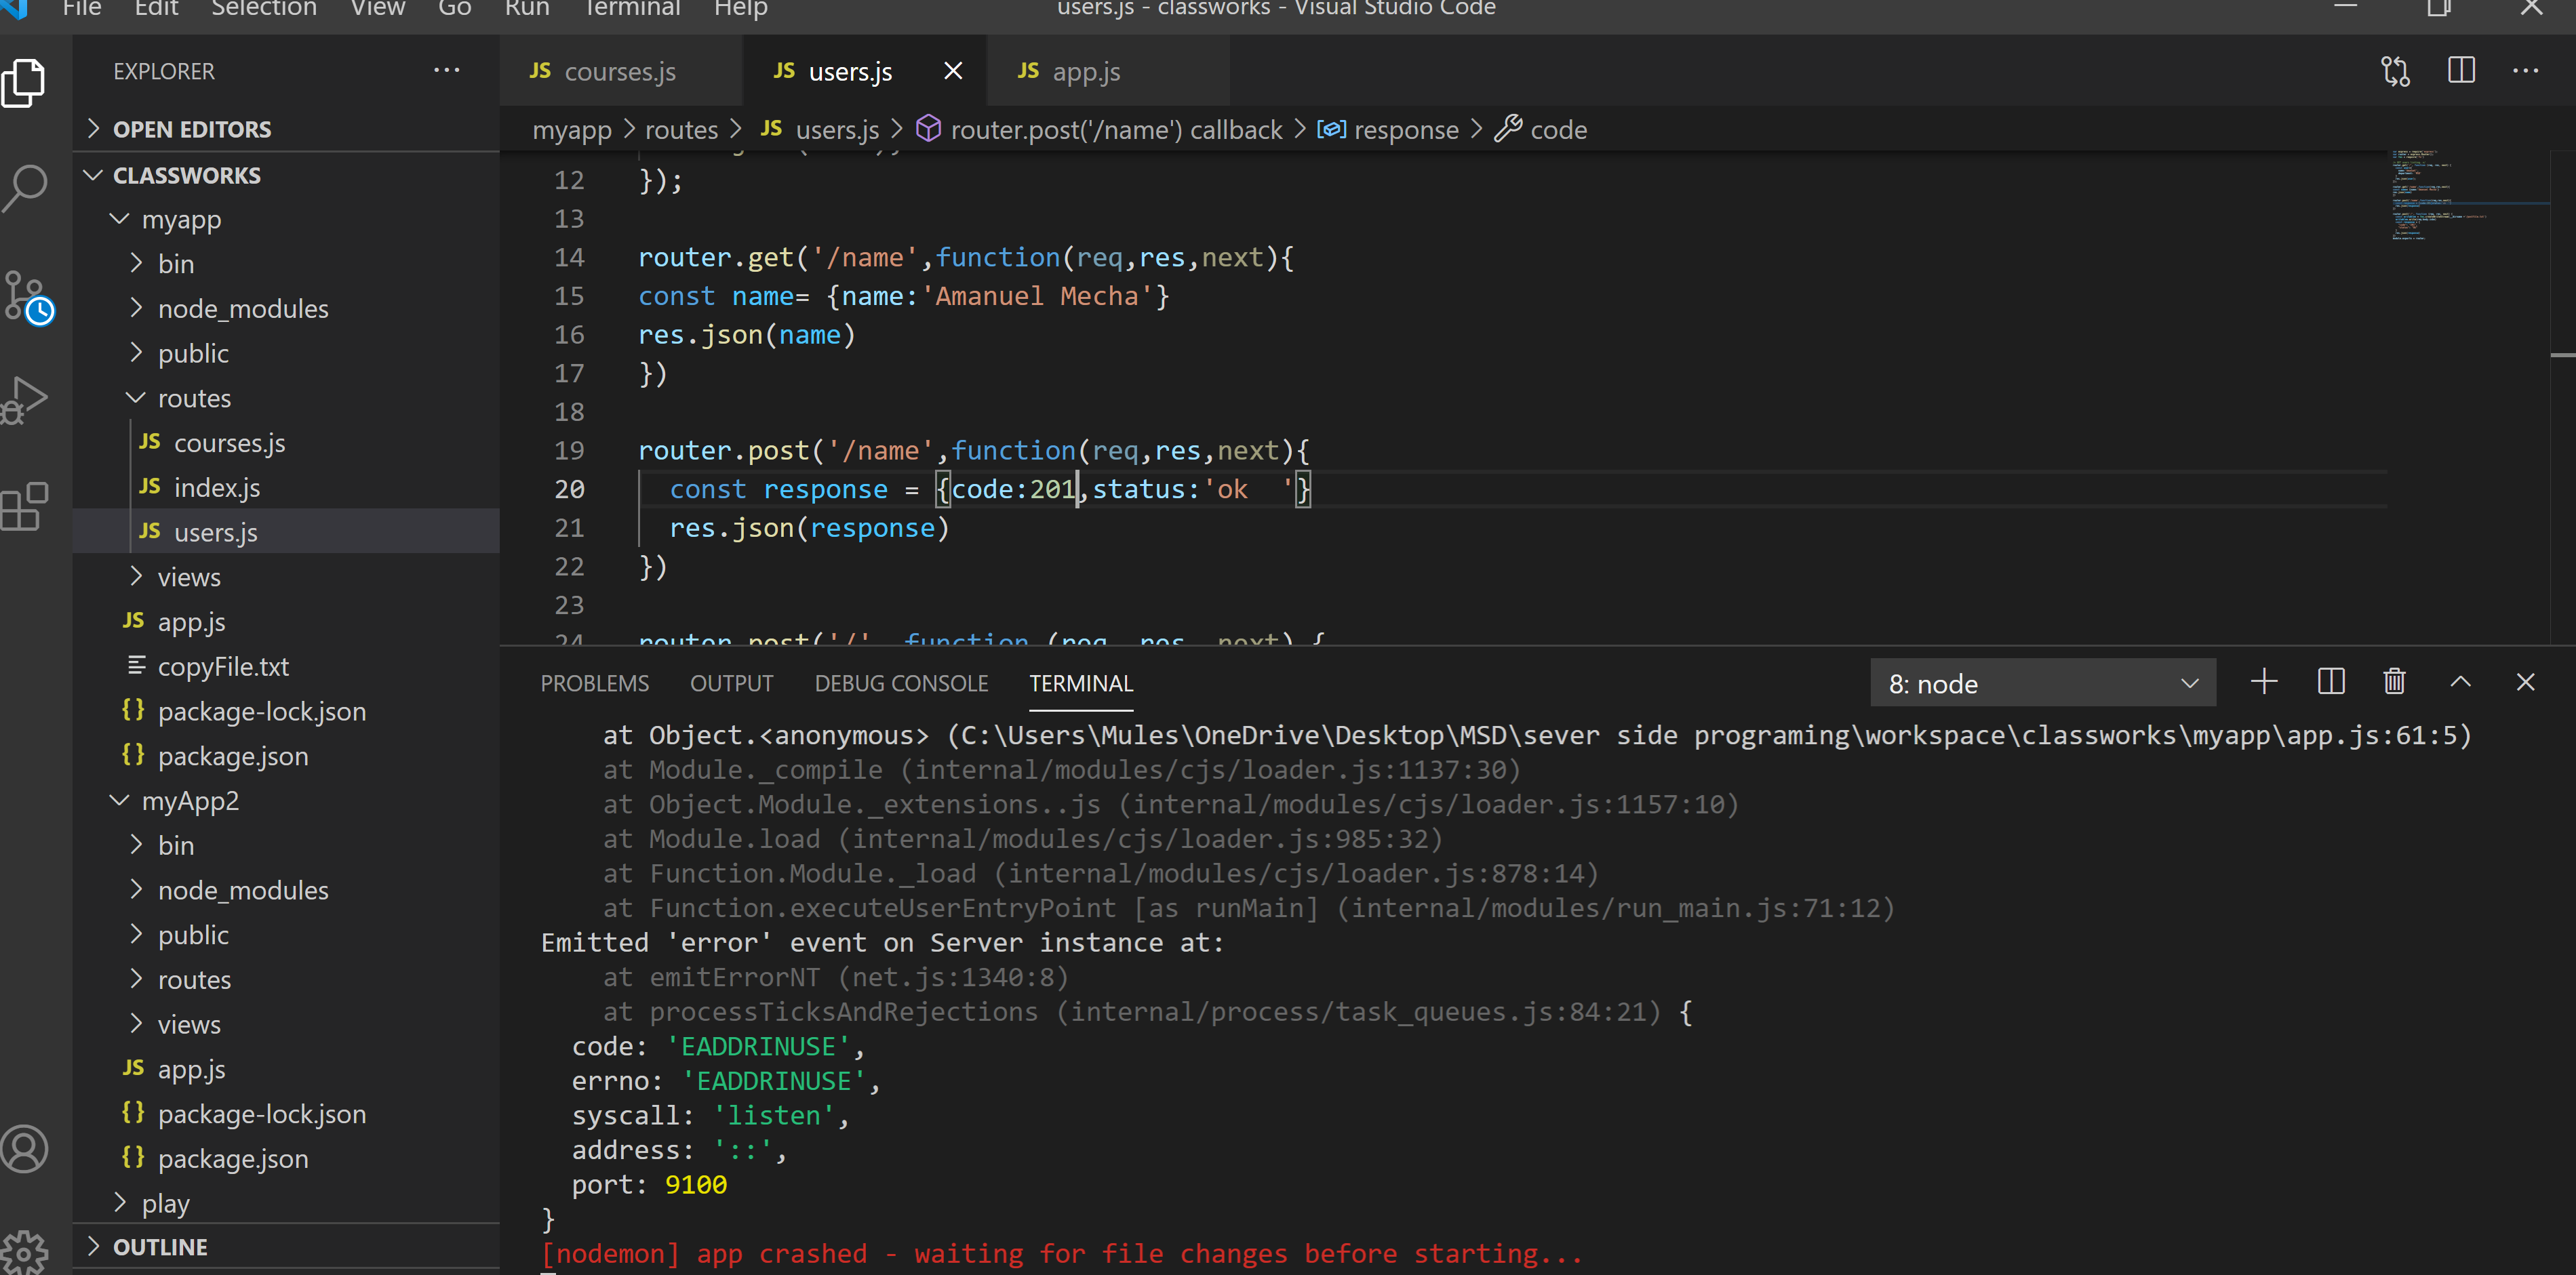 File Edit Selection View Go Run Terminal Help users.js - classworks - Visual Studio Code
EXPLORER
OPEN EDITORS
CLASSWORKS
myapp
bin
node_modules
public
routes
JS courses.js
JS index.js
JS users.js
views
JS app.js
copyFile.txt
{} package-lock.json
{} package.json
myApp2
bin
node_modules
public
routes
views
JS app.js
{} package-lock.json
{} package.json
play
OUTLINE
JS courses.js JS users.js JS app.js
myapp > routes > JS users.js > router.post('/name') callback > response > code
12 });
13
14 router.get('/name',function(req,res,next){
15 const name= {name:'Amanuel Mecha'}
16 res.json(name)
17 })
18
19 router.post('/name',function(req,res,next){
20 const response = {code:201,status:'ok  '}
21 res.json(response)
22 })
23
24 router.post('/', function (req, res, next) {
PROBLEMS OUTPUT DEBUG CONSOLE TERMINAL 8: node
at Object.<anonymous> (C:\Users\Mules\OneDrive\Desktop\MSD\sever side programing\workspace\classworks\myapp\app.js:61:5)
at Module._compile (internal/modules/cjs/loader.js:1137:30)
at Object.Module._extensions..js (internal/modules/cjs/loader.js:1157:10)
at Module.load (internal/modules/cjs/loader.js:985:32)
at Function.Module._load (internal/modules/cjs/loader.js:878:14)
at Function.executeUserEntryPoint [as runMain] (internal/modules/run_main.js:71:12)
Emitted 'error' event on Server instance at:
at emitErrorNT (net.js:1340:8)
at processTicksAndRejections (internal/process/task_queues.js:84:21) {
code: 'EADDRINUSE',
errno: 'EADDRINUSE',
syscall: 'listen',
address: '::',
port: 9100
}
[nodemon] app crashed - waiting for file changes before starting...